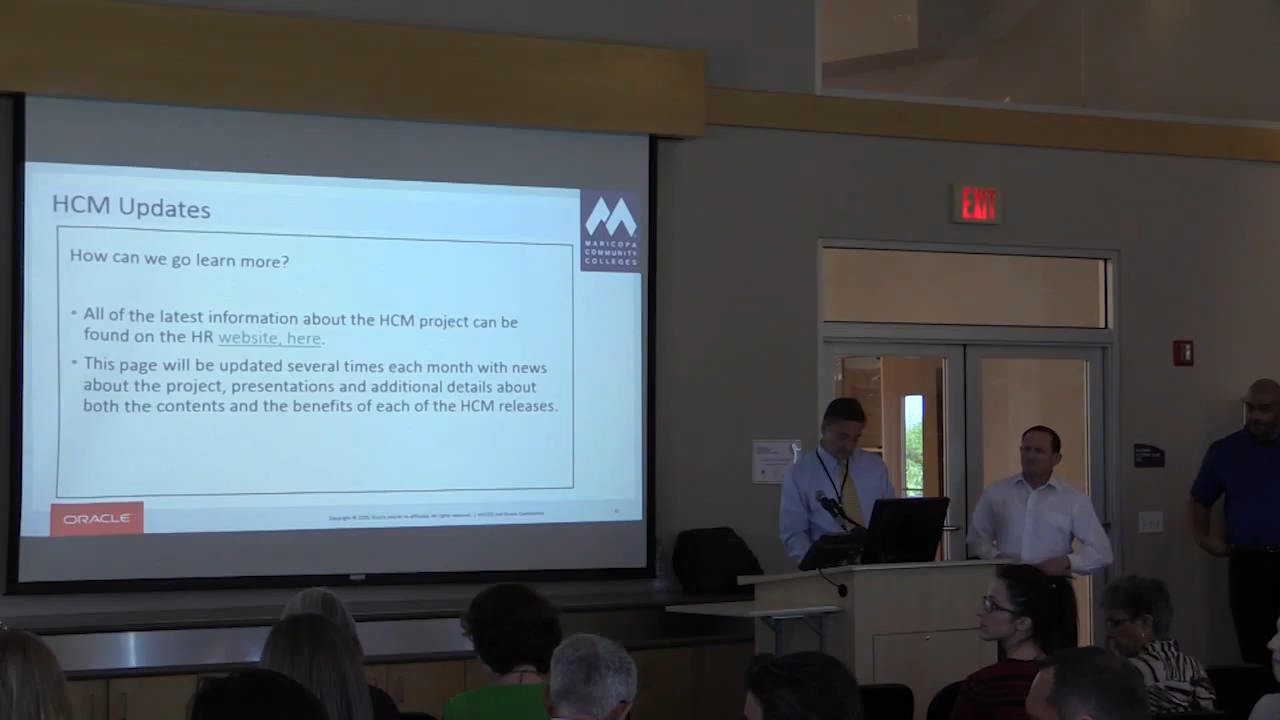 HCM Updates
MARICOPA
COMMUNITY
COLLEGES
How can we go learn more?
• All of the latest information about the HCM project can be
found on the HR website, here.
• This page will be updated several times each month with news
about the project, presentations and additional details about
both the contents and the benefits of each of the HCM releases.
ORACLE
EXIT